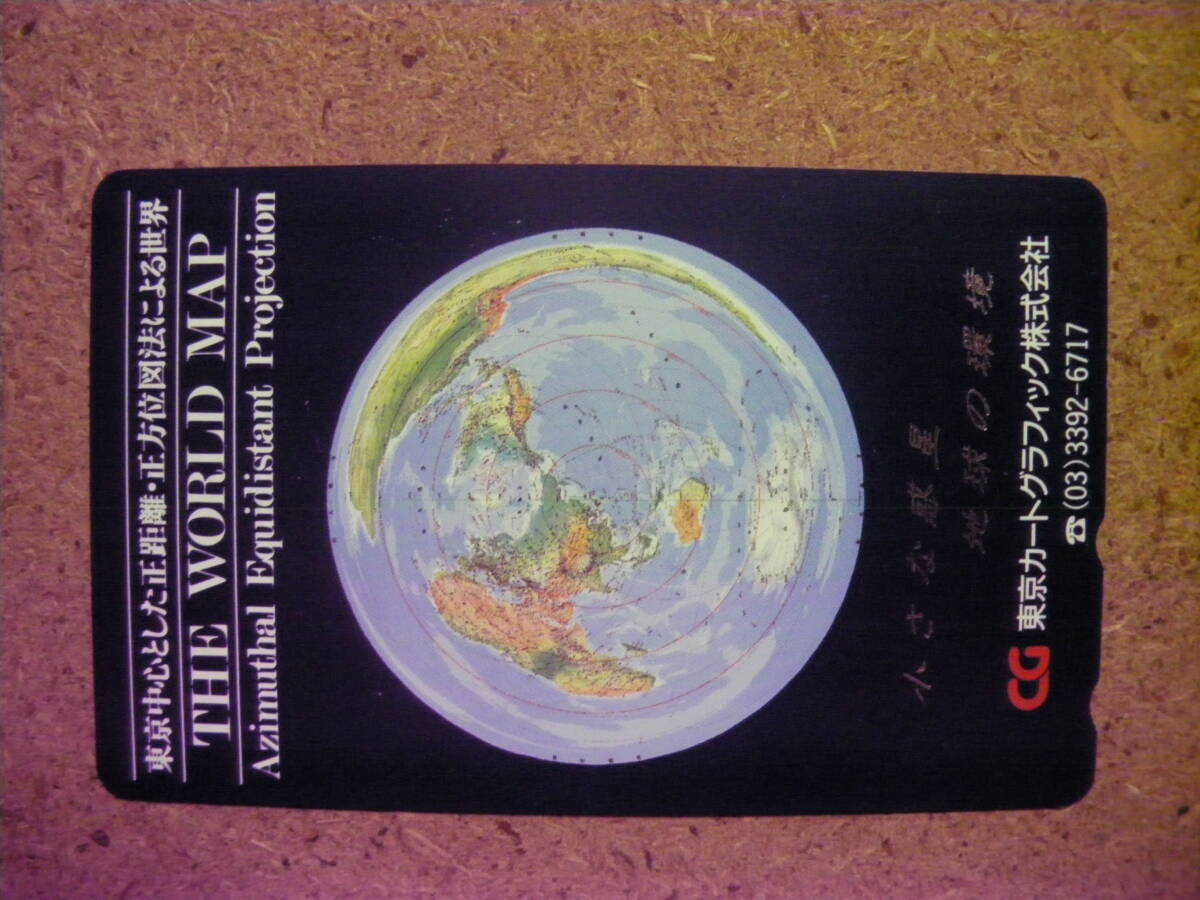 東京中心とした正距離・正方位図法による世界
THE WORLD MAP
Azimuthal Equidistant Projection
小さな惑星
地球の環境
CG 東京カートグラフィック株式会社
☎(03)3392-6717